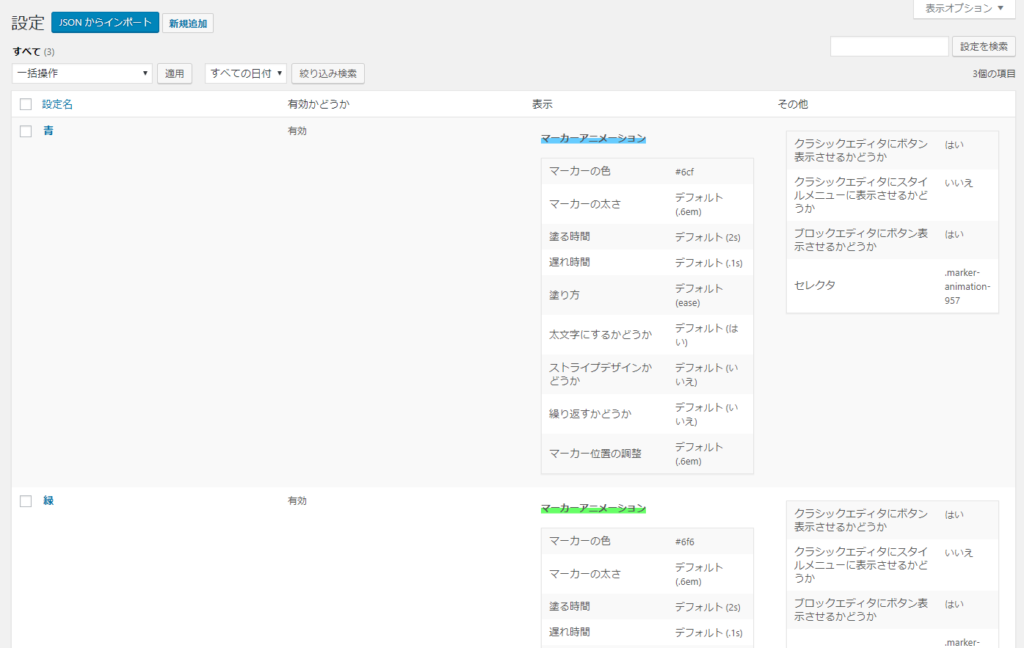 表示オプション ▼
設定 JSON からインポート 新規追加
すべて (3)
設定を検索
一括操作 適用 すべての日付 絞り込み検索 3個の項目
設定名 有効かどうか 表示 その他
青 有効
マーカーアニメーション
マーカーの色 #6cf
マーカーの太さ デフォルト
(.6em)
塗る時間 デフォルト (2s)
遅れ時間 デフォルト (.1s)
塗り方 デフォルト
(ease)
太文字にするかどうか デフォルト (は
い)
ストライプデザインか
どうか デフォルト (い
いえ)
繰り返すかどうか デフォルト (い
いえ)
マーカー位置の調整 デフォルト
(.6em)
クラシックエディタにボタン
表示させるかどうか はい
クラシックエディタにスタイ
ルメニューに表示させるかど
うか いいえ
ブロックエディタにボタン表
示させるかどうか はい
セレクタ .marker-
animation-
957
緑 有効
マーカーアニメーション
マーカーの色 #6f6
マーカーの太さ デフォルト
(.6em)
塗る時間 デフォルト (2s)
遅れ時間 デフォルト (.1s)
クラシックエディタにボタン
表示させるかどうか はい
クラシックエディタにスタイ
ルメニューに表示させるかど
うか いいえ
ブロックエディタにボタン表
示させるかどうか はい
.marker-